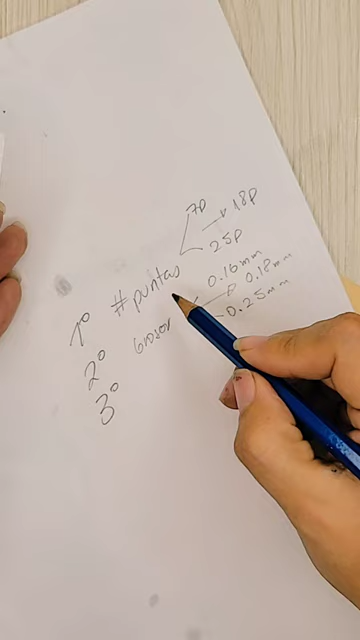 1° #puntas
7P
18P
25P
2° Grosor
0.16mm
0.18mm
0.25mm
3°